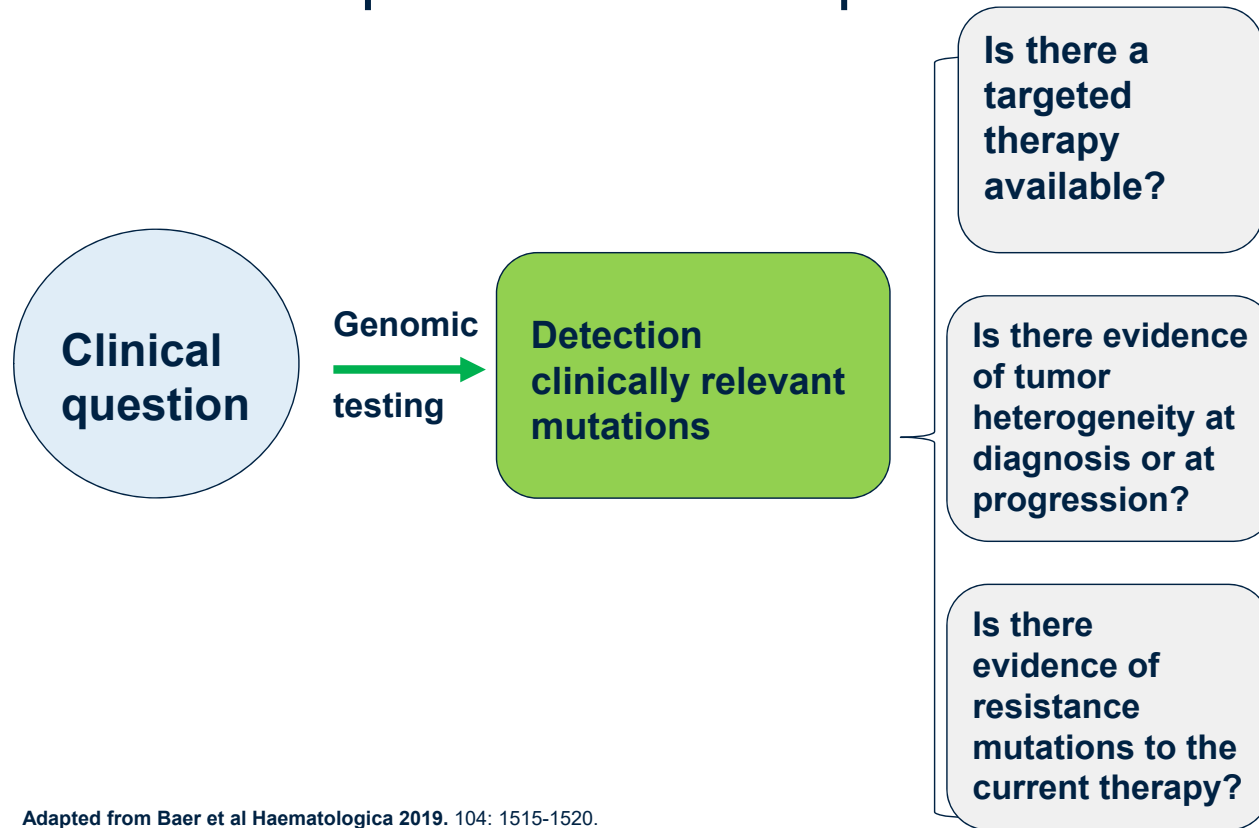 Clinical
question
Genomic
testing
Detection
clinically relevant
mutations
Is there a
targeted
therapy
available?
Is there evidence
of tumor
heterogeneity at
diagnosis or at
progression?
Is there
evidence of
resistance
mutations to the
current therapy?
Adapted from Baer et al Haematologica 2019. 104: 1515-1520.